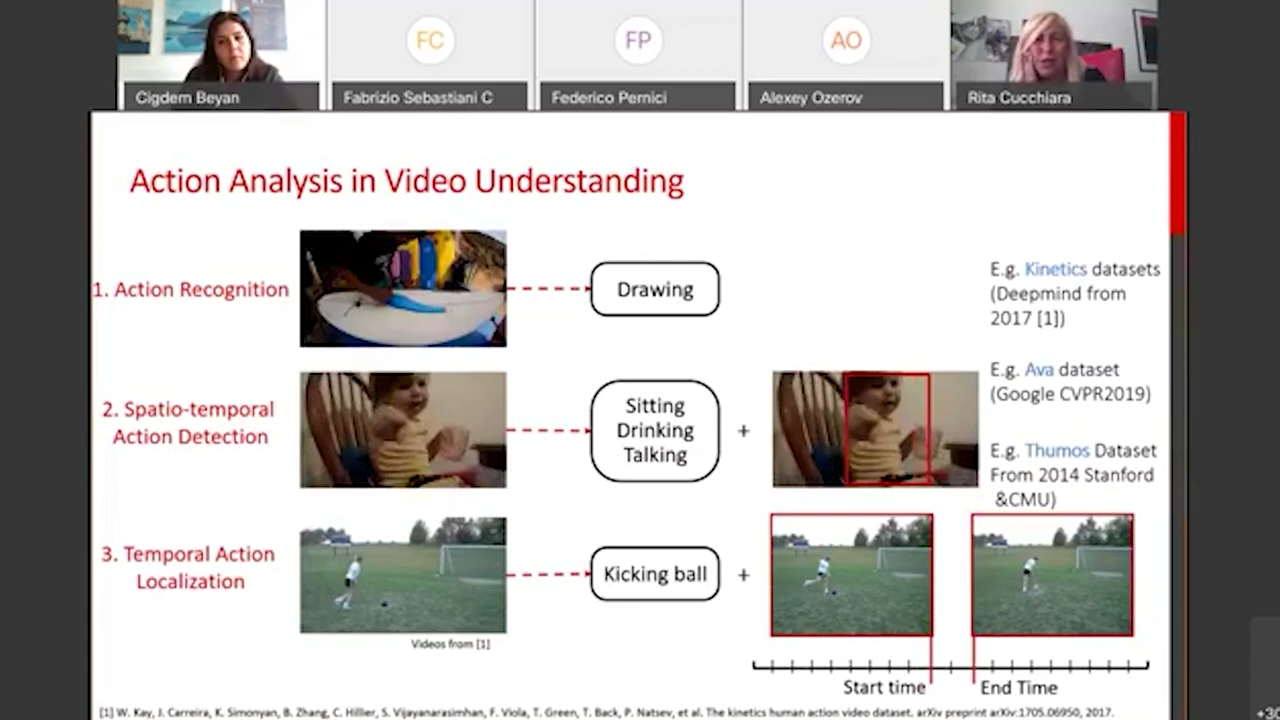 FC
FP
AO
Cigdem Beyan
Fabrizio Sebastiani C
Federico Pernici
Alexey Ozerov
Rita Cucchiara
Action Analysis in Video Understanding
1. Action Recognition
Drawing
E.g. Kinetics datasets
(Deepmind from
2017 [1])
2. Spatio-temporal
Action Detection
Sitting
Drinking
Talking
+
E.g. Ava dataset
(Google CVPR2019)
E.g. Thumos Dataset
From 2014 Stanford
&CMU)
3. Temporal Action
Localization
Kicking ball
+
Videos from [1]
Start time
End Time
[1] W. Kay, J. Carreira, K. Simonyan, B. Zhang, C. Hillier, S. Vijayanarasimhan, F. Viola, T. Green, T. Back, P. Natsev, et al. The kinetics human action video dataset. arXiv preprint arXiv:1705.06950, 2017.